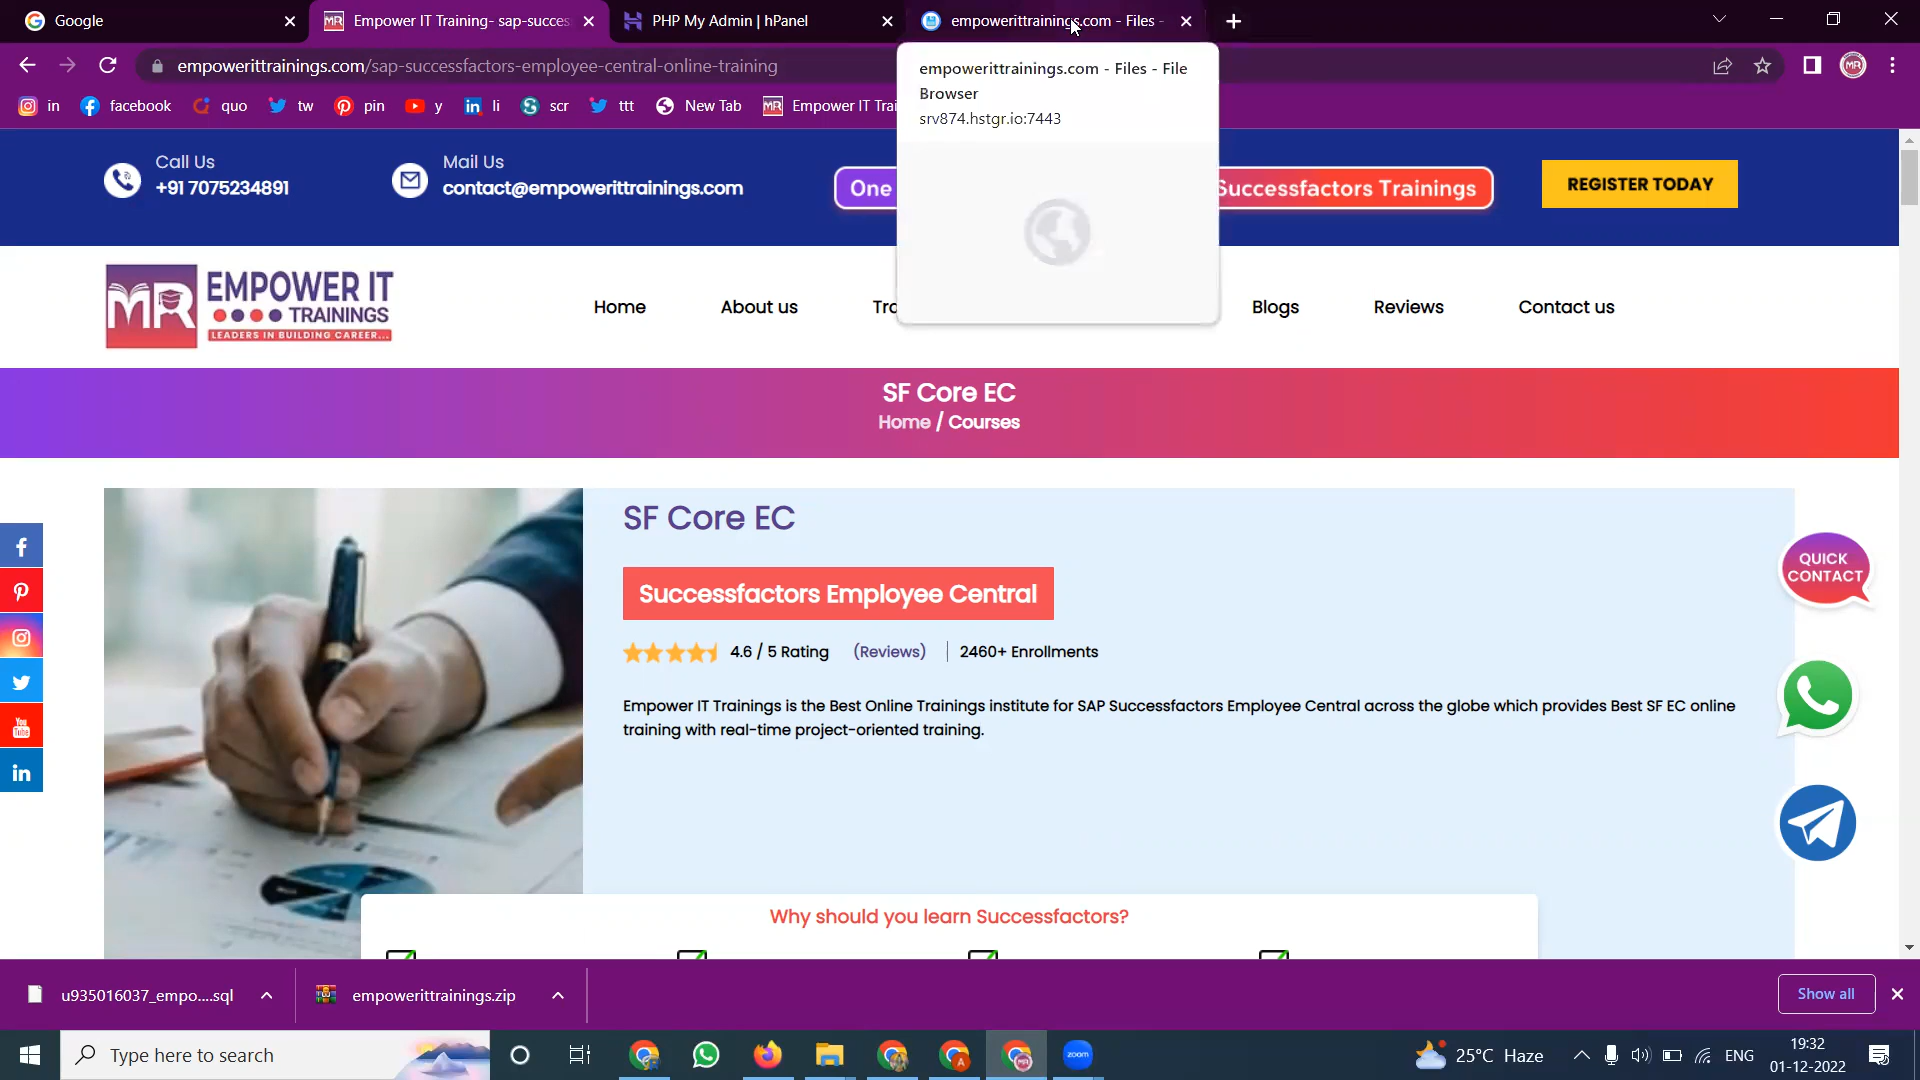 Google
Empower IT Training- sap-succes
PHP My Admin | hPanel
empowerittrainings.com - Files -
empowerittrainings.com/sap-successfactors-employee-central-online-training
in
facebook
quo
tw
pin
y
li
scr
ttt
New Tab
Empower IT Trai
empowerittrainings.com - Files - File
Browser
srv874.hstgr.io:7443
Call Us
+91 7075234891
Mail Us
contact@empowerittrainings.com
One
Successfactors Trainings
REGISTER TODAY
MR
EMPOWER IT
TRAININGS
LEADERS IN BUILDING CAREER...
Home
About us
Tra
Blogs
Reviews
Contact us
SF Core EC
Home / Courses
SF Core EC
Successfactors Employee Central
4.6 / 5 Rating
(Reviews)
2460+ Enrollments
Empower IT Trainings is the Best Online Trainings institute for SAP Successfactors Employee Central across the globe which provides Best SF EC online
training with real-time project-oriented training.
QUICK
CONTACT
You
Tube
Why should you learn Successfactors?
u935016037_empo....sql
empowerittrainings.zip
Show all
Type here to search
zoom
25°C Haze
ENG
19:32
01-12-2022